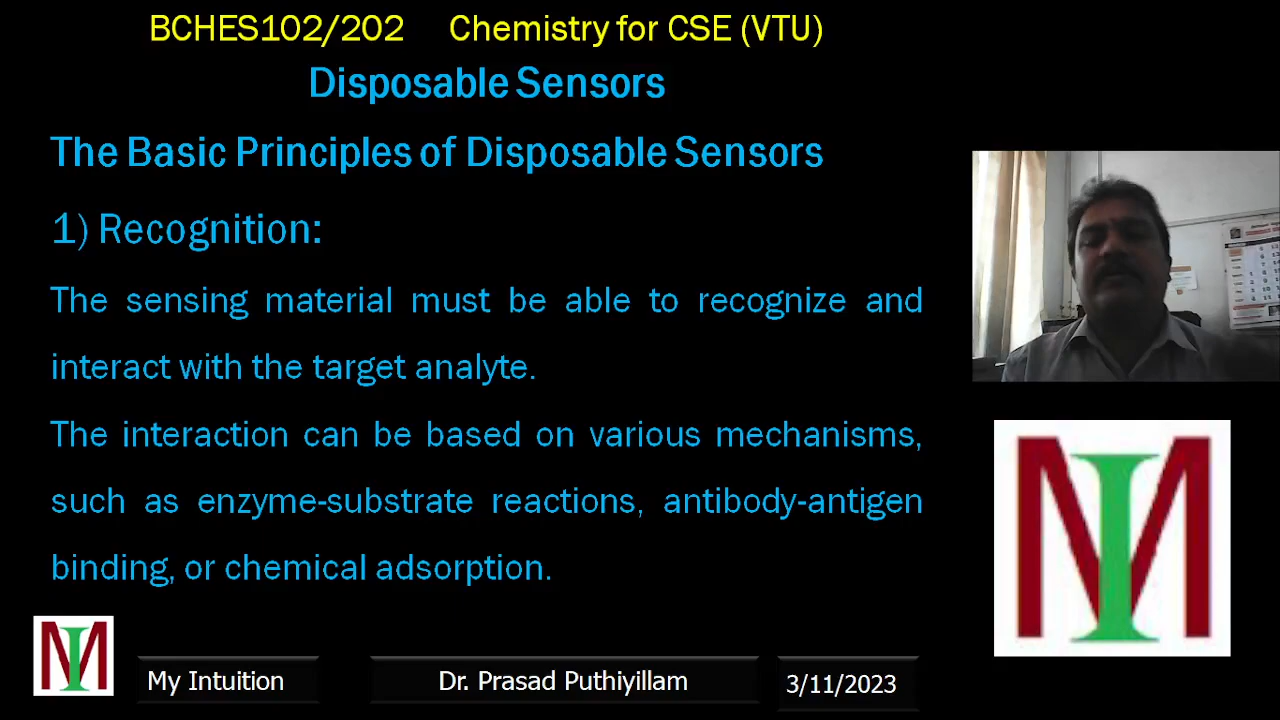 BCHES102/202 Chemistry for CSE (VTU)
Disposable Sensors
The Basic Principles of Disposable Sensors
1) Recognition:
The sensing material must be able to recognize and
interact with the target analyte.
The interaction can be based on various mechanisms,
such as enzyme-substrate reactions, antibody-antigen
binding, or chemical adsorption.
MI
MI
My Intuition
Dr. Prasad Puthiyillam
3/11/2023